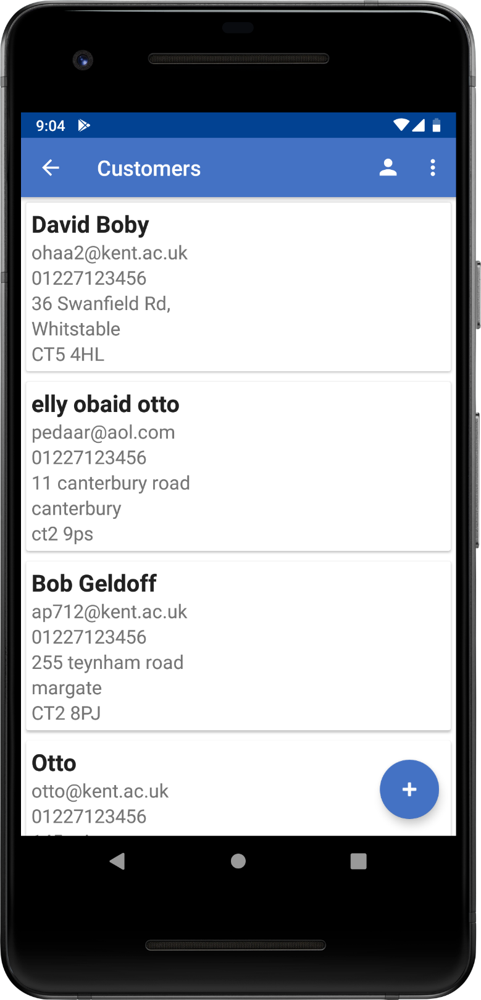 9:04
Customers
David Boby
ohaa2@kent.ac.uk
01227123456
36 Swanfield Rd,
Whitstable
CT5 4HL
elly obaid otto
pedaar@aol.com
01227123456
11 canterbury road
canterbury
ct2 9ps
Bob Geldoff
ap712@kent.ac.uk
01227123456
255 teynham road
margate
CT2 8PJ
Otto
otto@kent.ac.uk
01227123456